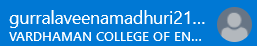 gurralaveenamadhuri21...
VARDHAMAN COLLEGE OF EN...